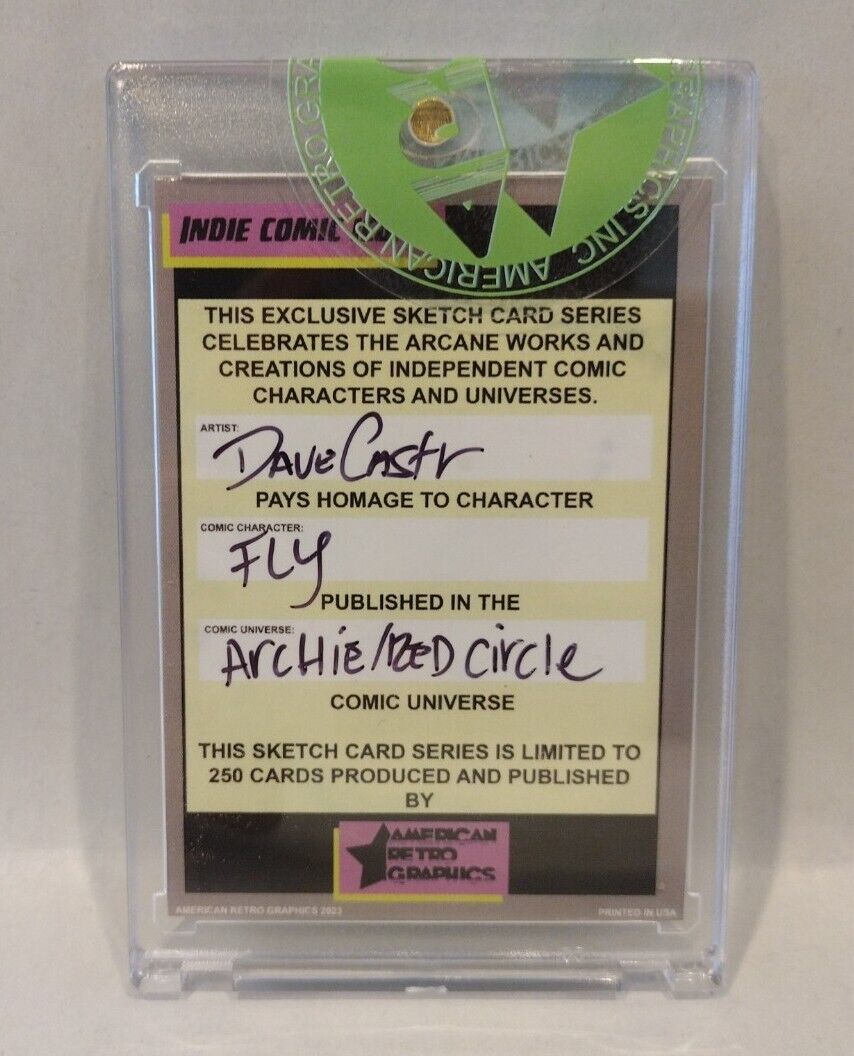 INDIE COMIC
AMERICAN RETRO GRAPHICS INC. AMERICAN RETRO GRA
THIS EXCLUSIVE SKETCH CARD SERIES
CELEBRATES THE ARCANE WORKS AND
CREATIONS OF INDEPENDENT COMIC
CHARACTERS AND UNIVERSES.
ARTIST:
Dave
PAYS HOMAGE TO CHARACTER
COMIC CHARACTER:
FLY
PUBLISHED IN THE
COMIC UNIVERSE:
ArcHie/RED circle
COMIC UNIVERSE
THIS SKETCH CARD SERIES IS LIMITED TO
250 CARDS PRODUCED AND PUBLISHED
BY
AMERICAN
RETRO
GRAPHICS
AMERICAN RETRO GRAPHICS 2023
PRINTED IN USA